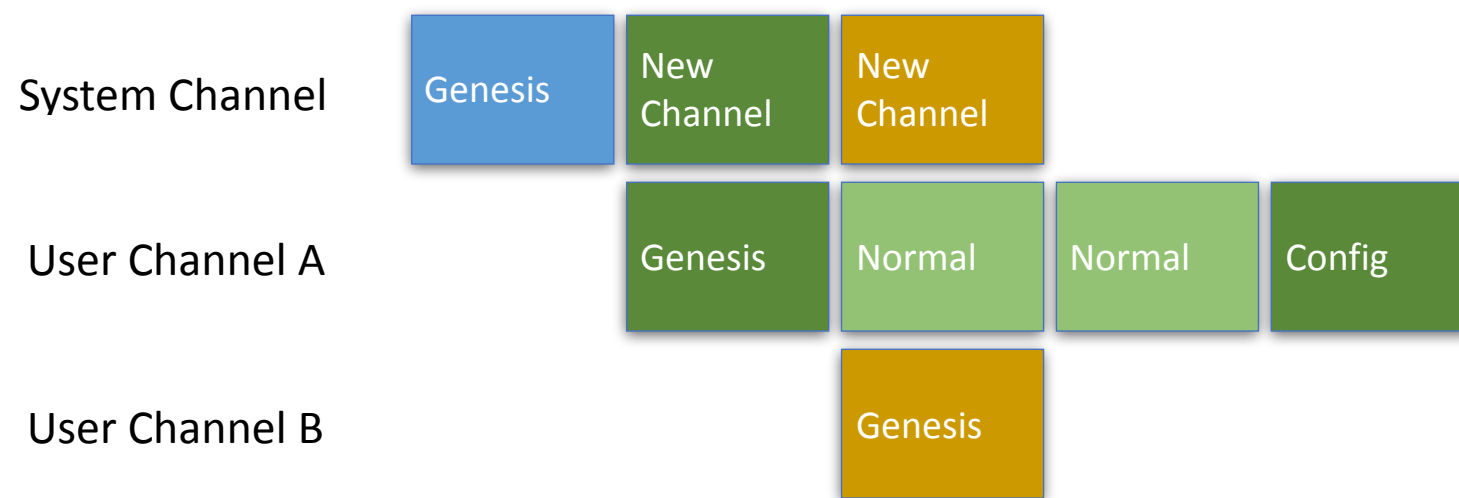 System Channel
Genesis
New
Channel
New
Channel
User Channel A
Genesis
Normal
Normal
Config
User Channel B
Genesis